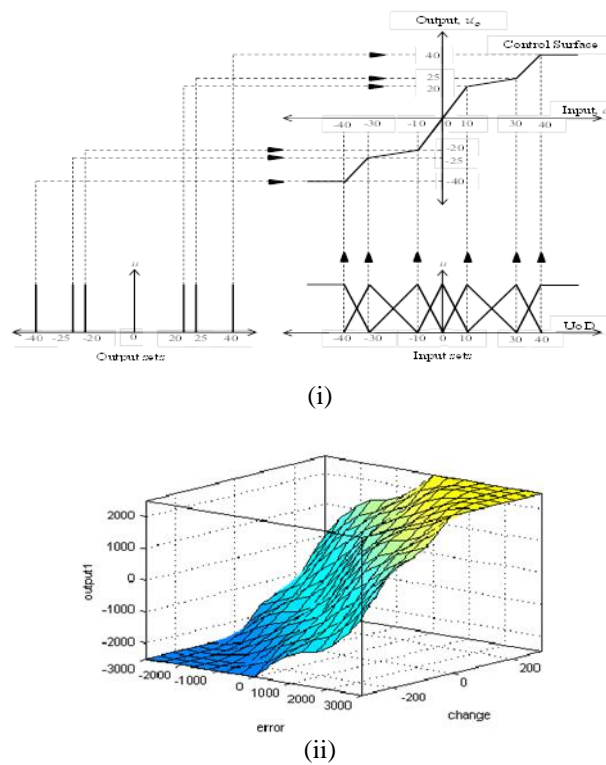 Output, u_o
Control Surface
40
25
20
Input,
-40 -30 -10 0 10 30 40
-20
-25
-40
u u
UoD
-40 -25 -20 0 20 25 40 -40 -30 -10 0 10 30 40
Output sets Input sets
(i)
2000
1000
0
-1000
-2000
-3000
output1
-2000 -1000 0 1000 2000 3000
error
-200 0 200
change
(ii)